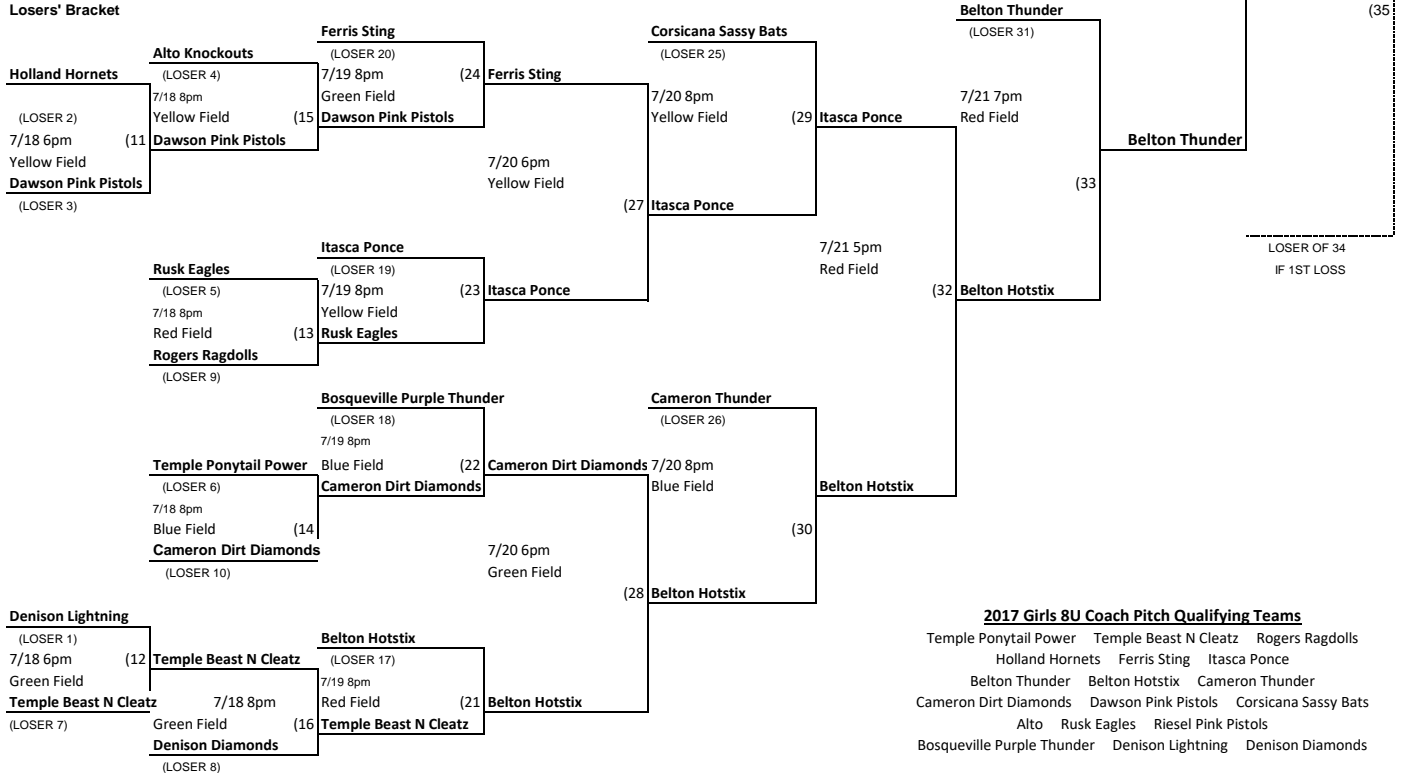 Losers' Bracket
Belton Thunder
(35
Ferris Sting
Corsicana Sassy Bats
(LOSER 31)
Alto Knockouts
(LOSER 20)
(LOSER 25)
Holland Hornets
(LOSER 4)
7/19 8pm
(24 Ferris Sting
7/18 8pm
Green Field
7/20 8pm
7/21 7pm
(LOSER 2)
Yellow Field
(15 Dawson Pink Pistols
Yellow Field
(29 Itasca Ponce
Red Field
7/18 6pm
(11 Dawson Pink Pistols
Belton Thunder
Yellow Field
7/20 6pm
Dawson Pink Pistols
Yellow Field
(33
(LOSER 3)
(27 Itasca Ponce
Itasca Ponce
7/21 5pm
LOSER OF 34
Rusk Eagles
(LOSER 19)
Red Field
IF 1ST LOSS
(LOSER 5)
7/19 8pm
(23 Itasca Ponce
(32 Belton Hotstix
7/18 8pm
Yellow Field
Red Field
(13 Rusk Eagles
Rogers Ragdolls
(LOSER 9)
Bosqueville Purple Thunder
Cameron Thunder
(LOSER 18)
(LOSER 26)
7/19 8pm
Temple Ponytail Power
Blue Field
(22 Cameron Dirt Diamonds
7/20 8pm
(LOSER 6)
Cameron Dirt Diamonds
Blue Field
Belton Hotstix
7/18 8pm
Blue Field
(14
(30
Cameron Dirt Diamonds
7/20 6pm
(LOSER 10)
Green Field
(28 Belton Hotstix
Denison Lightning
2017 Girls 8U Coach Pitch Qualifying Teams
(LOSER 1)
Belton Hotstix
Temple Ponytail Power Temple Beast N Cleatz Rogers Ragdolls
7/18 6pm
(12 Temple Beast N Cleatz
(LOSER 17)
Holland Hornets Ferris Sting Itasca Ponce
Green Field
7/19 8pm
Belton Thunder Belton Hotstix Cameron Thunder
Temple Beast N Cleatz
7/18 8pm
Red Field
(21 Belton Hotstix
Cameron Dirt Diamonds Dawson Pink Pistols Corsicana Sassy Bats
(LOSER 7)
Green Field
(16 Temple Beast N Cleatz
Alto Rusk Eagles Riesel Pink Pistols
Denison Diamonds
Bosqueville Purple Thunder Denison Lightning Denison Diamonds
(LOSER 8)